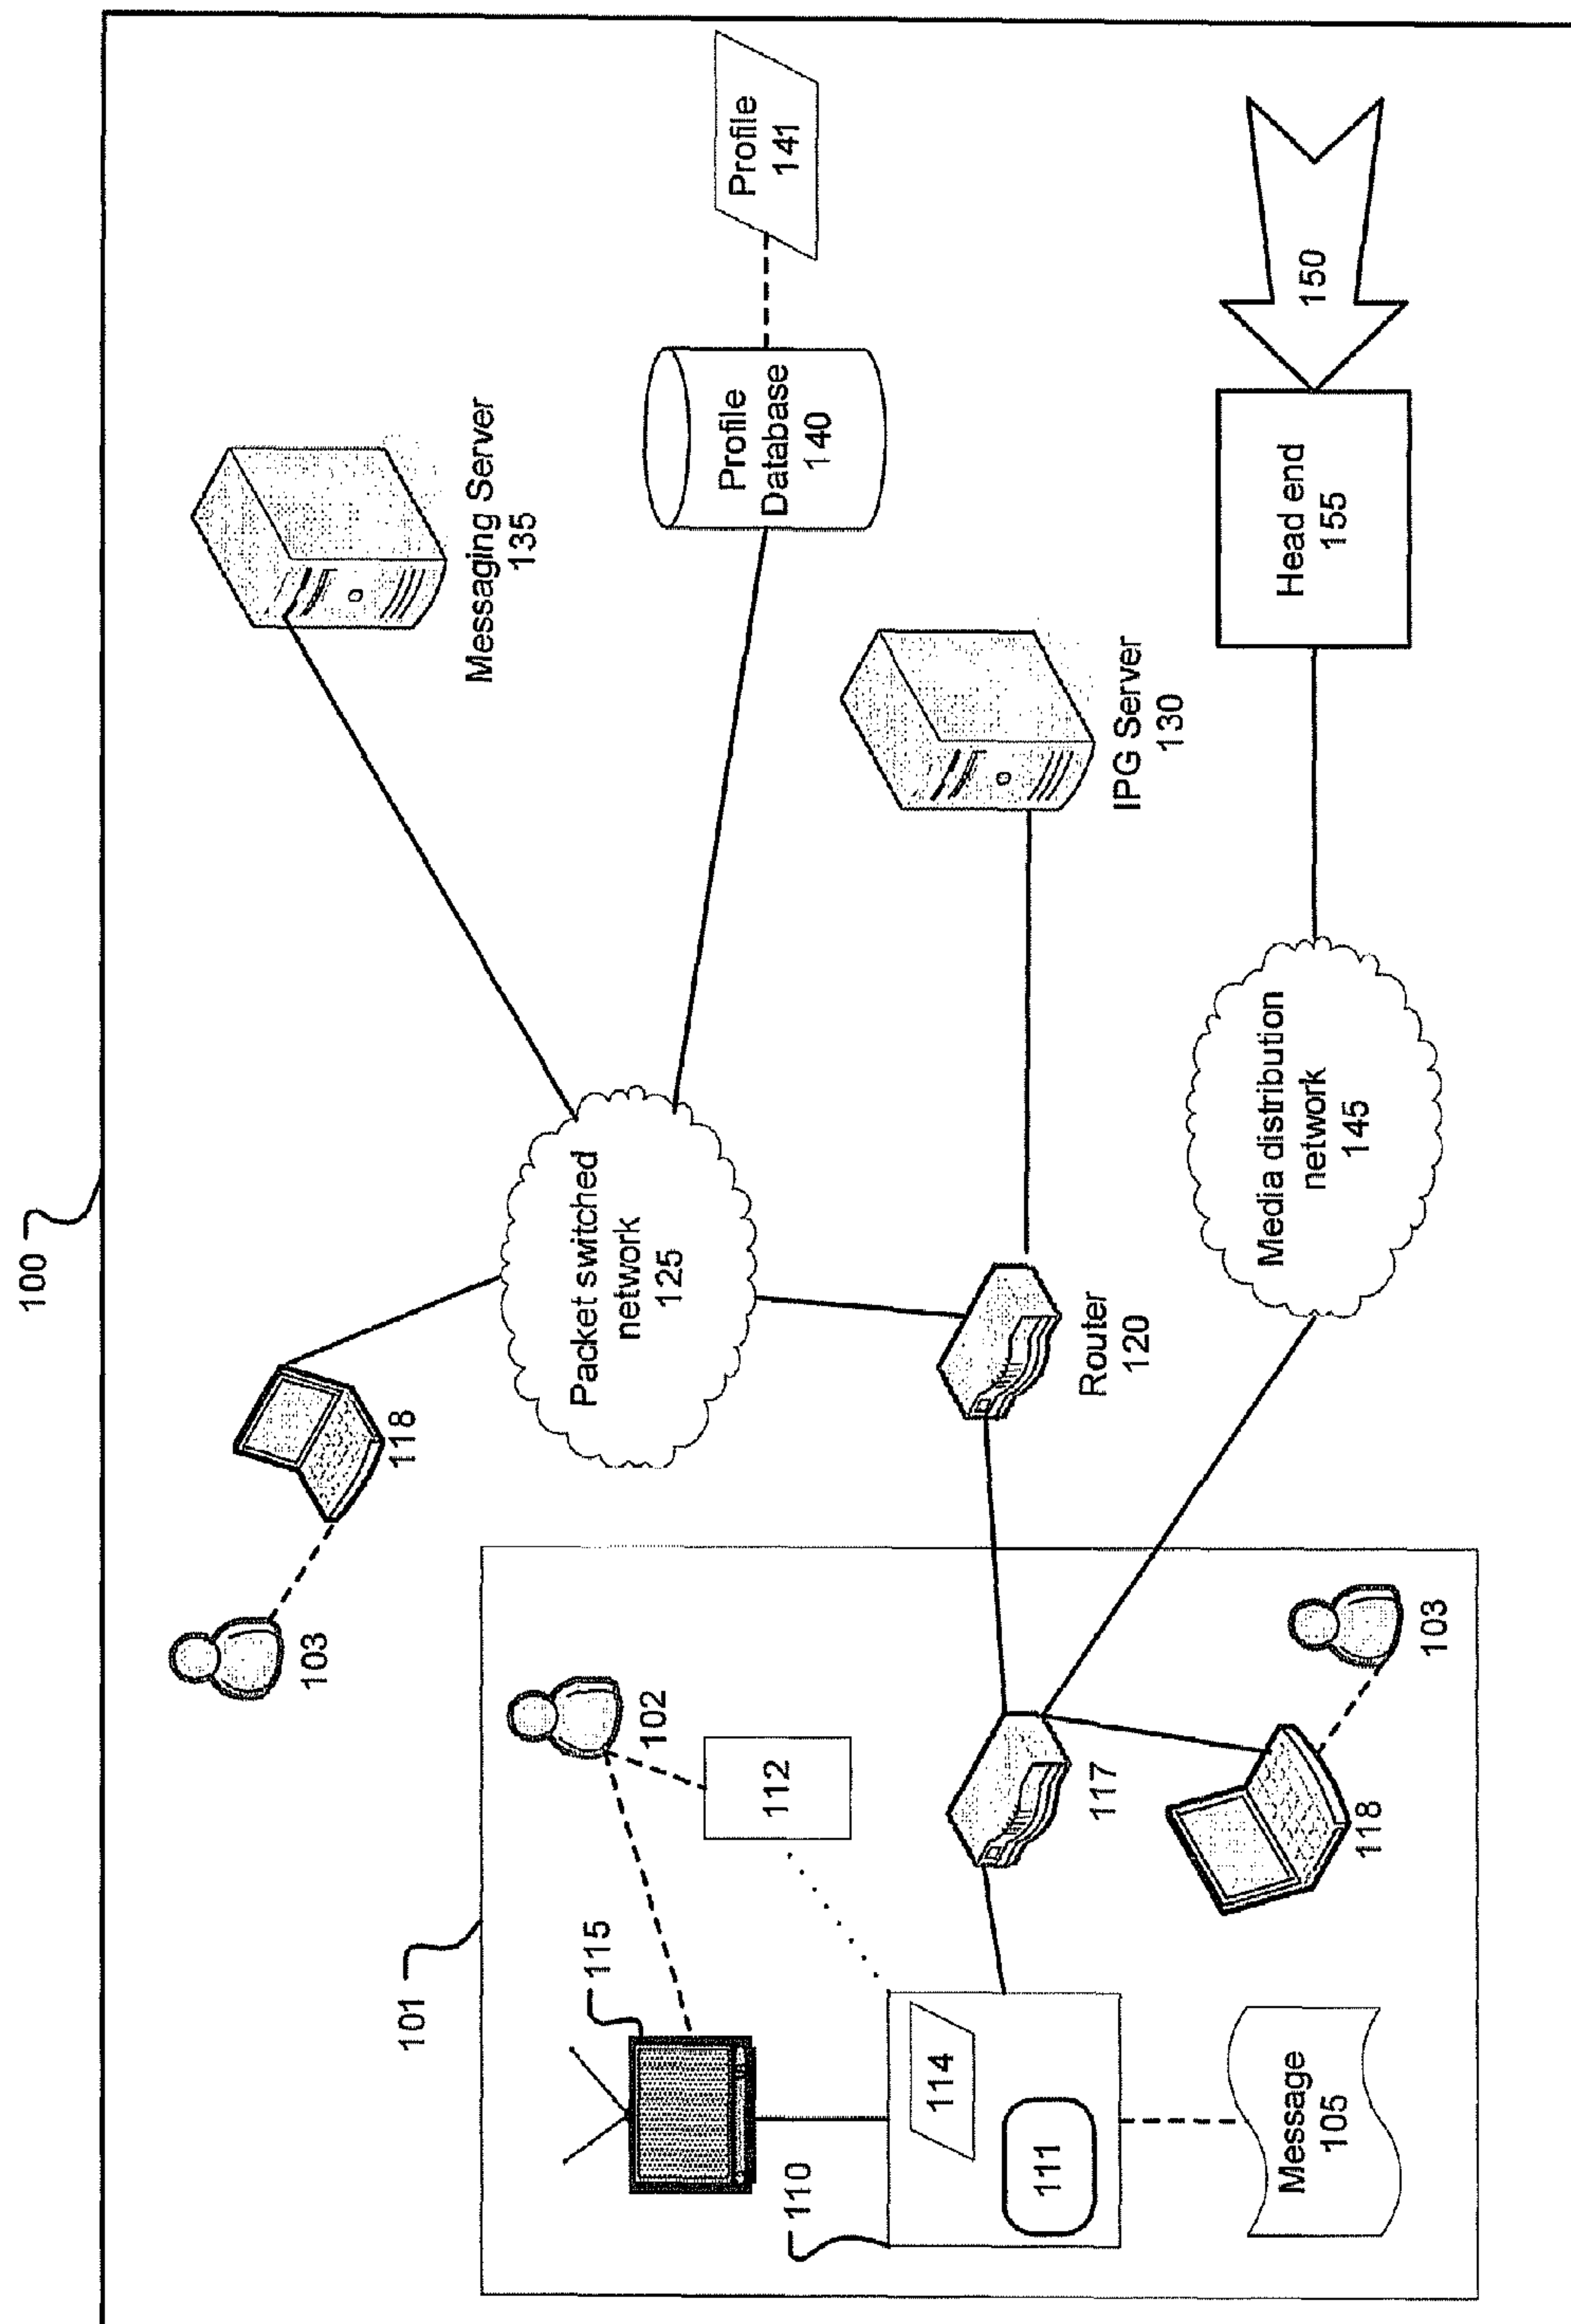 100
101
103
118
115
102
112
110
114
111
Message
105
117
118
103
Packet switched
network
125
Router
120
Messaging Server
135
Profile
Database
140
Profile
141
IPG Server
130
Media distribution
network
145
Head end
155
150